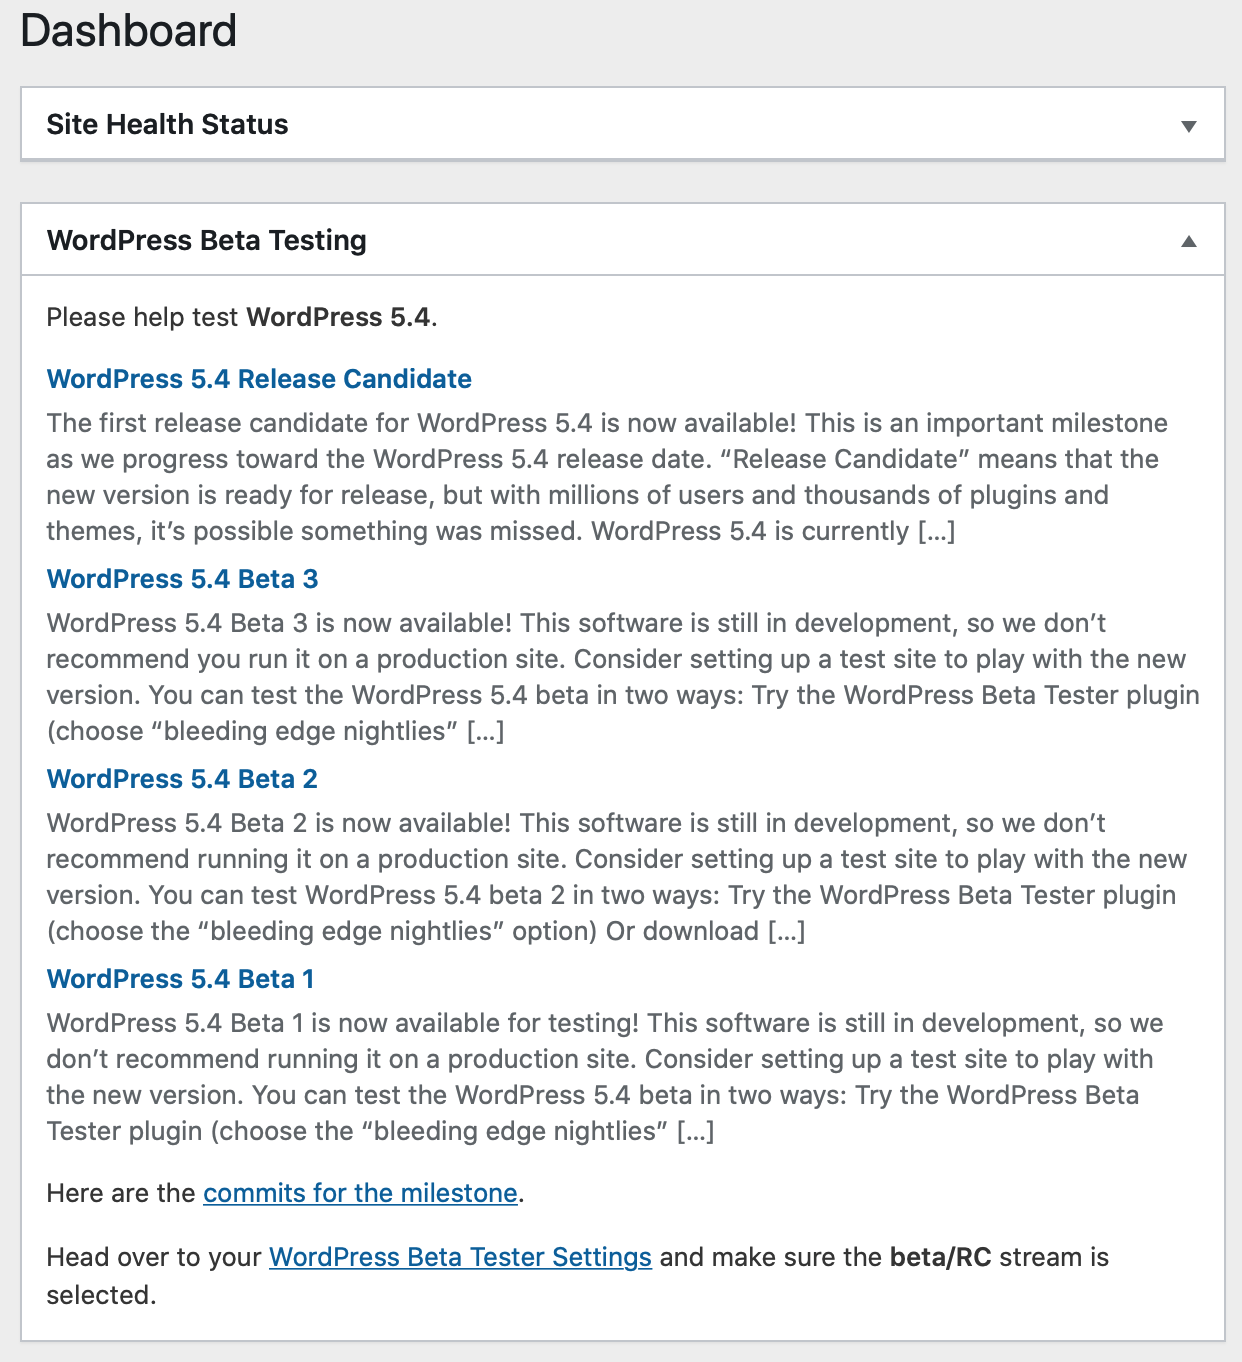 Dashboard
Site Health Status
WordPress Beta Testing
Please help test WordPress 5.4.
WordPress 5.4 Release Candidate
The first release candidate for WordPress 5.4 is now available! This is an important milestone
as we progress toward the WordPress 5.4 release date. “Release Candidate” means that the
new version is ready for release, but with millions of users and thousands of plugins and
themes, it’s possible something was missed. WordPress 5.4 is currently […]
WordPress 5.4 Beta 3
WordPress 5.4 Beta 3 is now available! This software is still in development, so we don’t
recommend you run it on a production site. Consider setting up a test site to play with the new
version. You can test the WordPress 5.4 beta in two ways: Try the WordPress Beta Tester plugin
(choose “bleeding edge nightlies” […]
WordPress 5.4 Beta 2
WordPress 5.4 Beta 2 is now available! This software is still in development, so we don’t
recommend running it on a production site. Consider setting up a test site to play with the new
version. You can test WordPress 5.4 beta 2 in two ways: Try the WordPress Beta Tester plugin
(choose the “bleeding edge nightlies” option) Or download […]
WordPress 5.4 Beta 1
WordPress 5.4 Beta 1 is now available for testing! This software is still in development, so we
don’t recommend running it on a production site. Consider setting up a test site to play with
the new version. You can test the WordPress 5.4 beta in two ways: Try the WordPress Beta
Tester plugin (choose the “bleeding edge nightlies” […]
Here are the commits for the milestone.
Head over to your WordPress Beta Tester Settings and make sure the beta/RC stream is
selected.